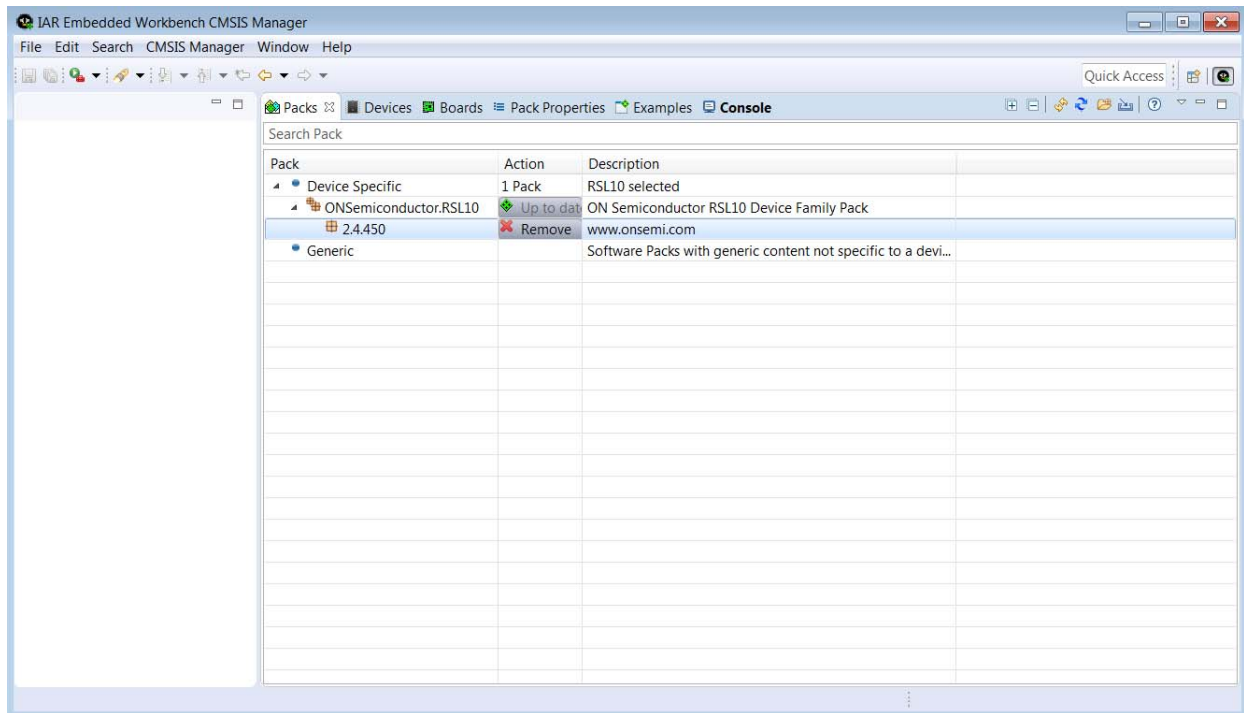 IAR Embedded Workbench CMSIS Manager
File Edit Search CMSIS Manager Window Help
Quick Access
Packs Devices Boards Pack Properties Examples Console
Search Pack
Pack Action Description
Device Specific 1 Pack RSL10 selected
ONSemiconductor.RSL10 Up to dat ON Semiconductor RSL10 Device Family Pack
2.4.450 Remove www.onsemi.com
Generic Software Packs with generic content not specific to a devi...